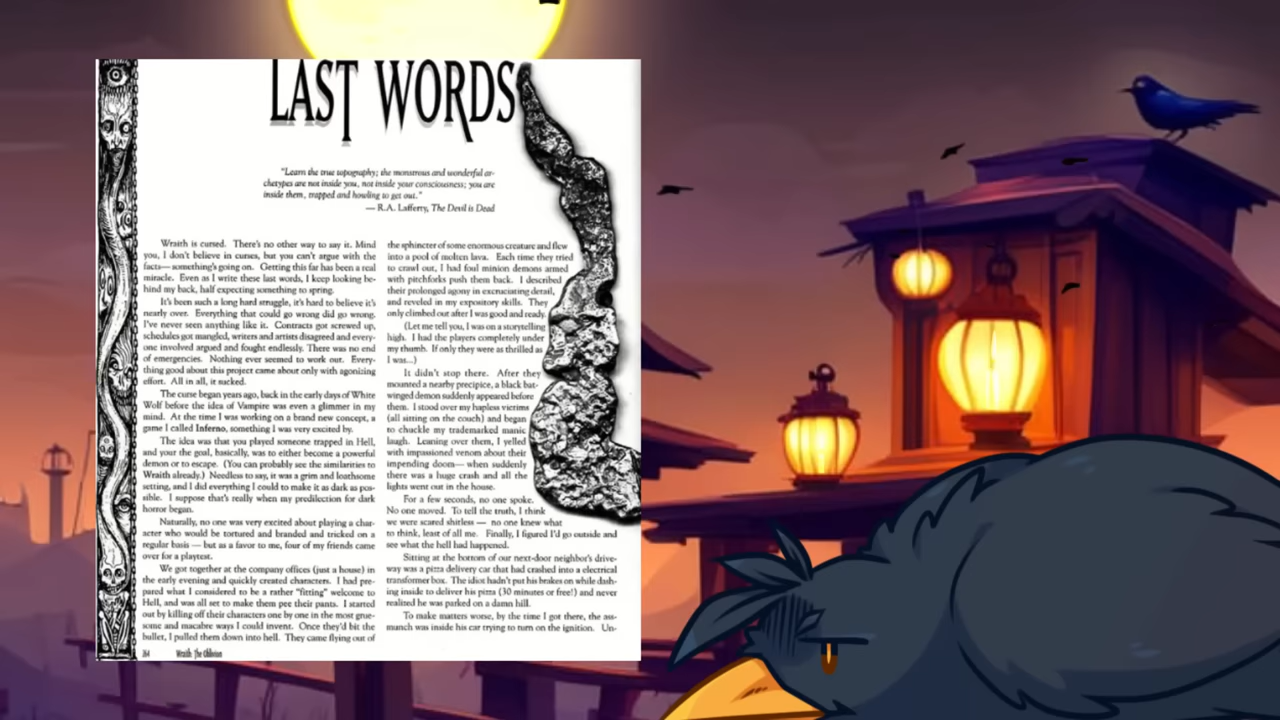 LAST WORDS
"Learn the true topography; the monstrous and wonderful ar-
chetypes are not inside you, not inside your consciousness; you are
inside them, trapped and howling to get out."
— R.A. Lafferty, The Devil is Dead
Wraith is cursed. There's no other way to say it. Mind
you, I don't believe in curses, but you can't argue with the
facts— something's going on. Getting this far has been a real
miracle. Even as I write these last words, I keep looking be-
hind my back, half expecting something to spring.
It's been such a long hard struggle, it's hard to believe it's
nearly over. Everything that could go wrong did go wrong.
I've never seen anything like it. Contracts got screwed up,
schedules got mangled, writers and artists disagreed and every-
one involved argued and fought endlessly. There was no end
of emergencies. Nothing ever seemed to work out. Every-
thing good about this project came about only with agonizing
effort. All in all, it sucked.
The curse began years ago, back in the early days of White
Wolf before the idea of Vampire was even a glimmer in my
mind. At the time I was working on a brand new concept, a
game I called Inferno, something I was very excited by.
The idea was that you played someone trapped in Hell,
and your goal, basically, was to either become a powerful
demon or to escape. (You can probably see the similarities to
Wraith already.) Needless to say, it was a grim and loathsome
setting, and I did everything I could to make it as dark as pos-
sible. I suppose that's really when my predilection for dark
horror began.
Naturally, no one was very excited about playing a char-
acter who would be tortured and branded and tricked on a
regular basis — but as a favor to me, four of my friends came
over for a playtest.
We got together at the company offices (just a house) in
the early evening and quickly created characters. I had pre-
pared what I considered to be a rather "fitting" welcome to
Hell, and was all set to make them pee their pants. I started
out by killing off their characters one by one in the most grue-
some and macabre ways I could invent. Once they'd bit the
bullet, I pulled them down into hell. They came flying out of
264 Wraith: The Oblivion
the sphincter of some enormous creature and flew
into a pool of molten lava. Each time they tried
to crawl out, I had foul minion demons armed
with pitchforks push them back. I described
their prolonged agony in excruciating detail,
and reveled in my expository skills. They
only climbed out after I was good and ready.
(Let me tell you, I was on a storytelling
high. I had the players completely under
my thumb. If only they were as thrilled as
I was...)
It didn't stop there. After they
mounted a nearby precipice, a black bat-
winged demon suddenly appeared before
them. I stood over my hapless victims
(all sitting on the couch) and began
to chuckle my trademarked manic
laugh. Leaning over them, I yelled
with impassioned venom about their
impending doom— when suddenly
there was a huge crash and all the
lights went out in the house.
For a few seconds, no one spoke.
No one moved. To tell the truth, I think
we were scared shitless — no one knew what
to think, least of all me. Finally, I figured I'd go outside and
see what the hell had happened.
Sitting at the bottom of our next-door neighbor's drive-
way was a pizza delivery car that had crashed into a electrical
transformer box. The idiot hadn't put his brakes on while dash-
ing inside to deliver his pizza (30 minutes or free!) and never
realized he was parked on a damn hill.
To make matters worse, by the time I got there, the ass-
munch was inside his car trying to turn on the ignition. Un-